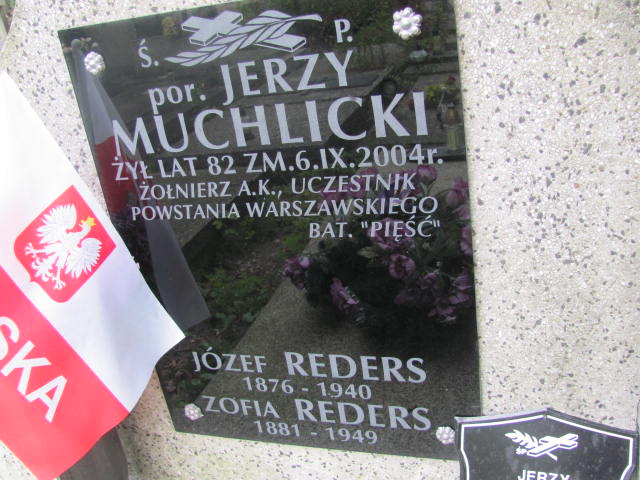 Ś. P.
por. JERZY
MUCHLICKI
ŻYŁ LAT 82 ZM.6.IX.2004r.
ŻOŁNIERZ A.K., UCZESTNIK
POWSTANIA WARSZAWSKIEGO
BAT. "PIĘŚĆ"
JÓZEF REDERS
1876 - 1940
ZOFIA REDERS
1881 - 1949
SKA
ŚP
JERZY